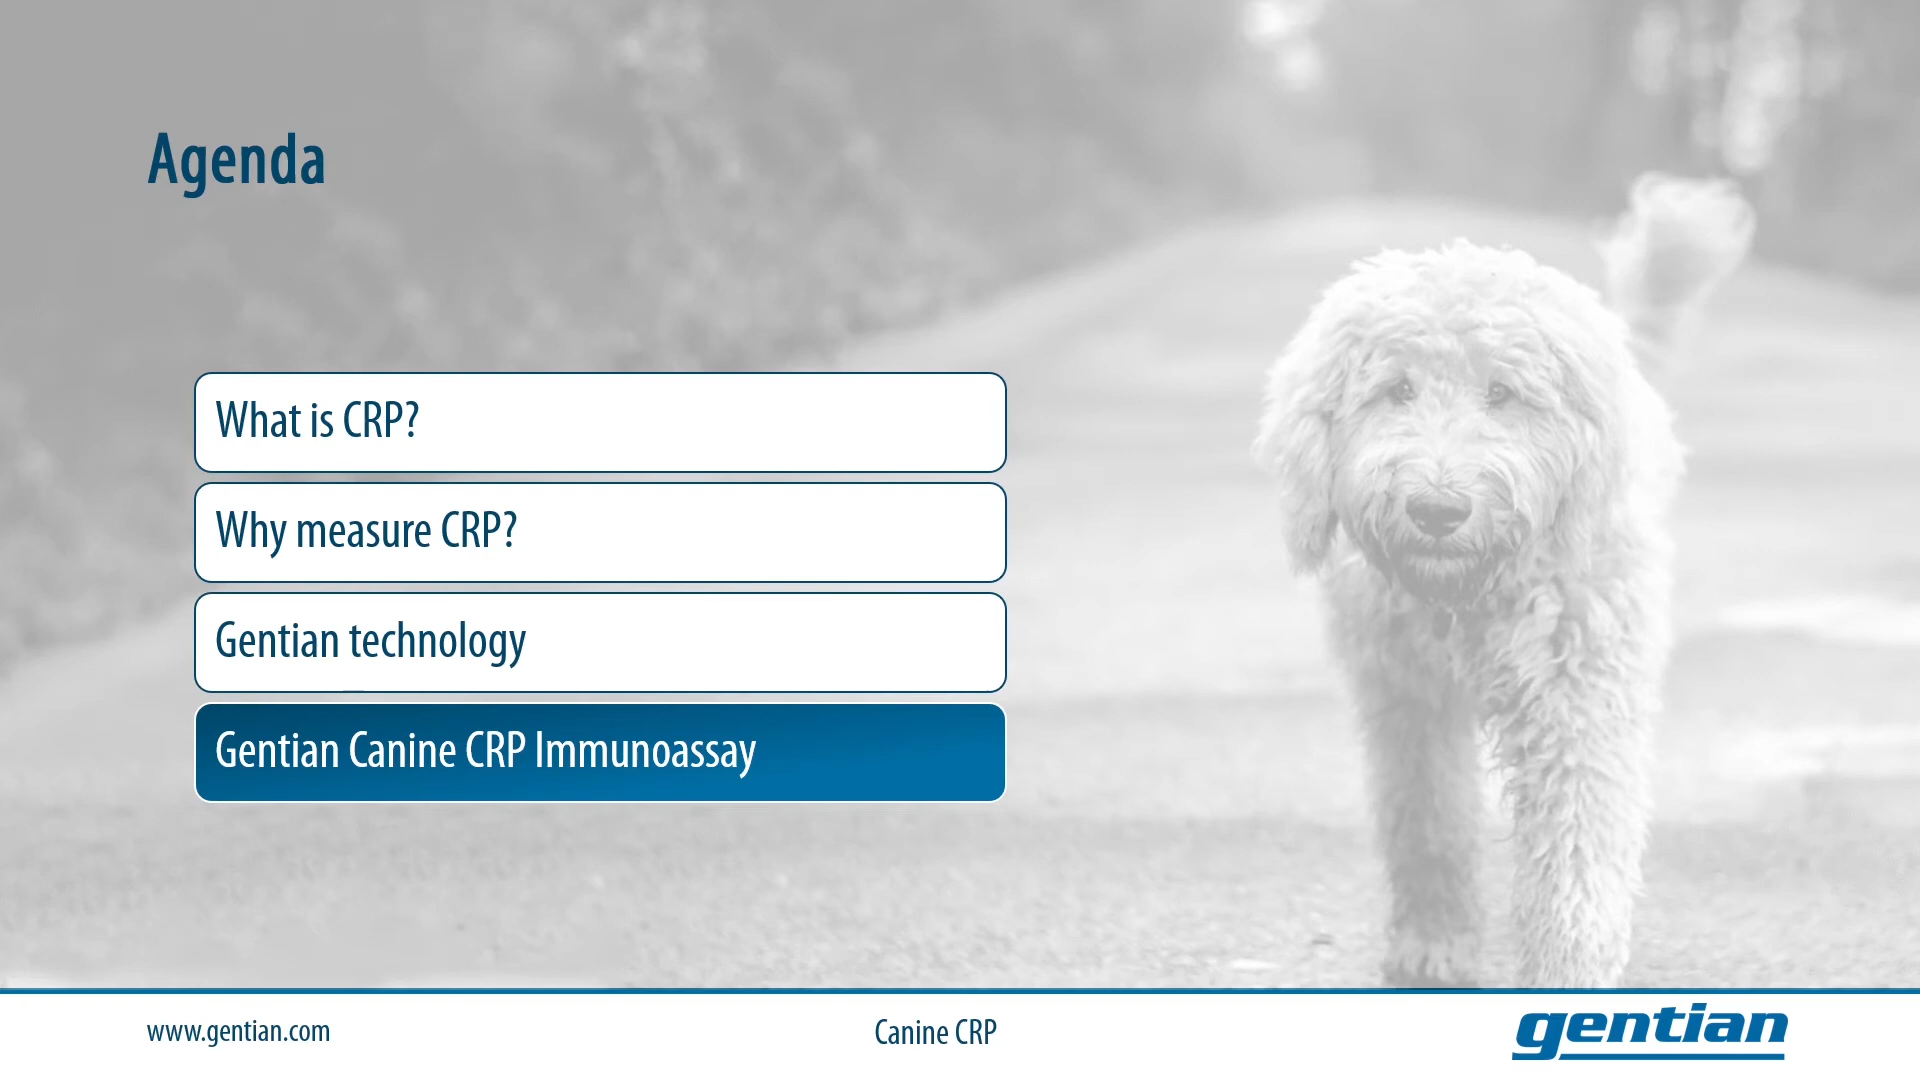 Agenda
What is CRP?
Why measure CRP?
Gentian technology
Gentian Canine CRP Immunoassay
www.gentian.com
Canine CRP
gentian